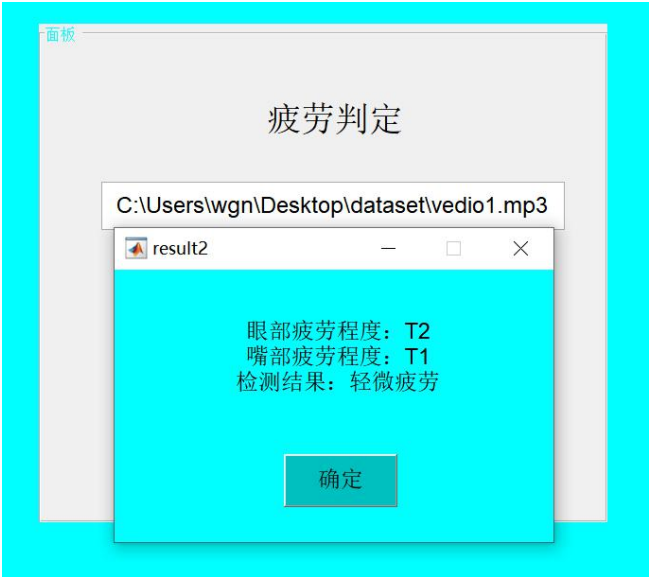 面板
疲劳判定
C:\Users\wgn\Desktop\dataset\vedio1.mp3
result2
眼部疲劳程度：T2
嘴部疲劳程度：T1
检测结果：轻微疲劳
确定